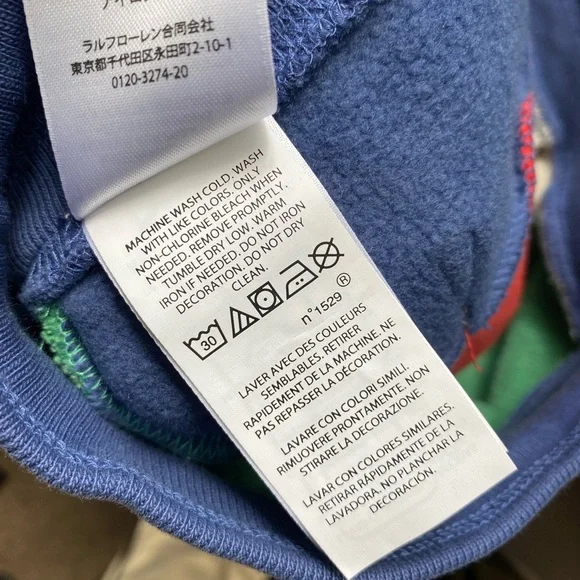 ラルフローレン合同会社
東京都千代田区永田町2-10-1
0120-3274-20
MACHINE WASH COLD. WASH
WITH LIKE COLORS. ONLY
NON-CHLORINE BLEACH WHEN
NEEDED. REMOVE PROMPTLY.
TUMBLE DRY LOW. WARM
IRON IF NEEDED. DO NOT IRON
DECORATION. DO NOT DRY
CLEAN.
30
n°1529 ®
LAVER AVEC DES COULEURS
SEMBLABLES. RETIRER
RAPIDEMENT DE LA MACHINE. NE
PAS REPASSER LA DÉCORATION.
LAVARE CON COLORI SIMILI.
RIMUOVERE PRONTAMENTE. NON
STIRARE LA DECORAZIONE.
LAVAR CON COLORES SIMILARES.
RETIRAR RÁPIDAMENTE DE LA
LAVADORA. NO PLANCHAR LA
DECORACIÓN.